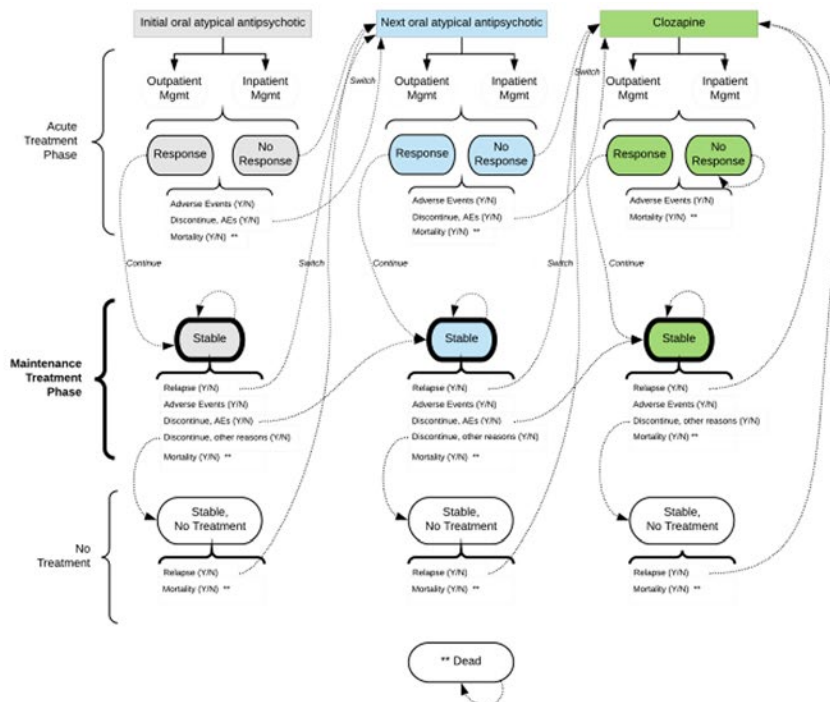 Initial oral atypical antipsychotic
Next oral atypical antipsychotic
Clozapine
Acute
Treatment
Phase
Outpatient
Mgmt
Inpatient
Mgmt
Switch
Outpatient
Mgmt
Inpatient
Mgmt
Switch
Outpatient
Mgmt
Inpatient
Mgmt
Response
No
Response
Response
No
Response
Response
No
Response
Adverse Events (Y/N)
Discontinue, AEs (Y/N)
Mortality (Y/N) **
Adverse Events (Y/N)
Discontinue, AEs (Y/N)
Mortality (Y/N) **
Adverse Events (Y/N)
Mortality (Y/N) **
Continue
Switch
Continue
Switch
Continue
Maintenance
Treatment
Phase
Stable
Stable
Stable
Relapse (Y/N)
Adverse Events (Y/N)
Discontinue, AEs (Y/N)
Discontinue, other reasons (Y/N)
Mortality (Y/N) **
Relapse (Y/N)
Adverse Events (Y/N)
Discontinue, AEs (Y/N)
Discontinue, other reasons (Y/N)
Mortality (Y/N) **
Relapse (Y/N)
Adverse Events (Y/N)
Discontinue, other reasons (Y/N)
Mortality (Y/N) **
No
Treatment
Stable,
No Treatment
Stable,
No Treatment
Stable,
No Treatment
Relapse (Y/N)
Mortality (Y/N) **
Relapse (Y/N)
Mortality (Y/N) **
Relapse (Y/N)
Mortality (Y/N) **
** Dead